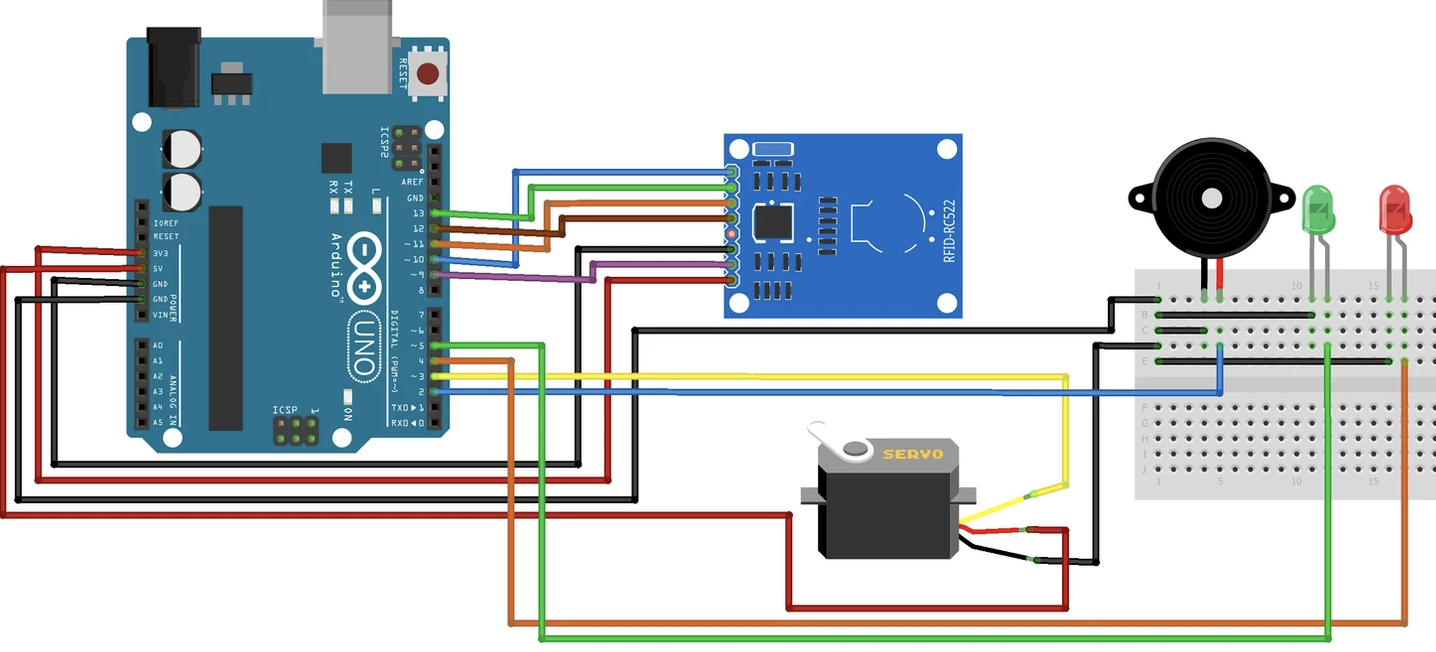 RESET
ICSP2
AREF
GND
13
12
~11
~10
~9
8
7
~6
~5
4
~3
2
TX0▶1
RX0◀0
DIGITAL (PWM=~)
RX
TX
L
Arduino™
UNO
ON
ICSP
1
IOREF
RESET
3V3
5V
GND
GND
VIN
POWER
A0
A1
A2
A3
A4
A5
ANALOG IN
RFID-RC522
SERVO
1
10
15
B
C
E
F
G
H
I
J
1
5
10
15